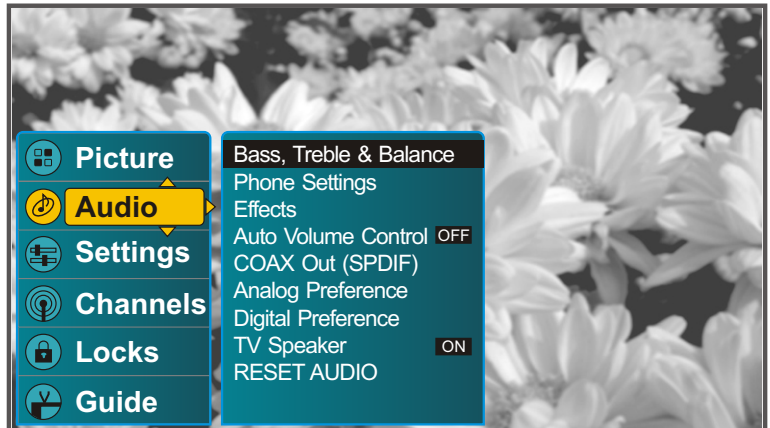 Picture
Audio
Settings
Channels
Locks
Guide
Bass, Treble & Balance
Phone Settings
Effects
Auto Volume Control OFF
COAX Out (SPDIF)
Analog Preference
Digital Preference
TV Speaker ON
RESET AUDIO